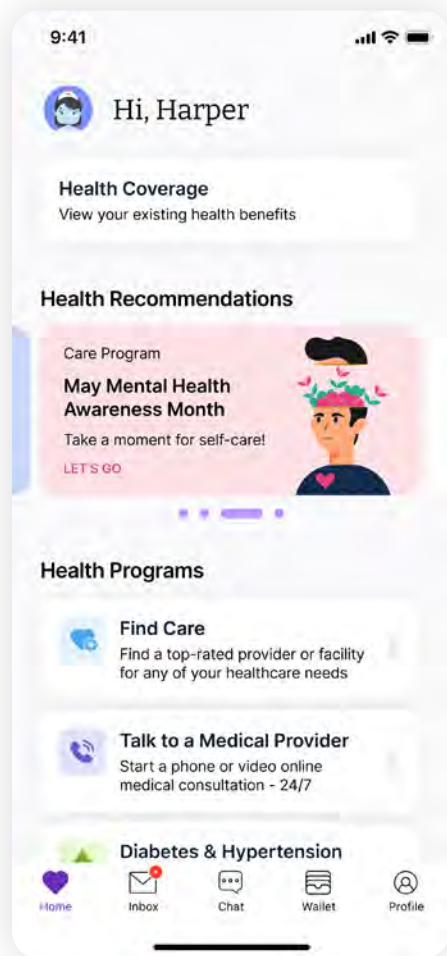 9:41
Hi, Harper
Health Coverage
View your existing health benefits
Health Recommendations
Care Program
May Mental Health
Awareness Month
Take a moment for self-care!
LET'S GO
Health Programs
Find Care
Find a top-rated provider or facility
for any of your healthcare needs
Talk to a Medical Provider
Start a phone or video online
medical consultation - 24/7
Diabetes & Hypertension
Home
Inbox
Chat
Wallet
Profile